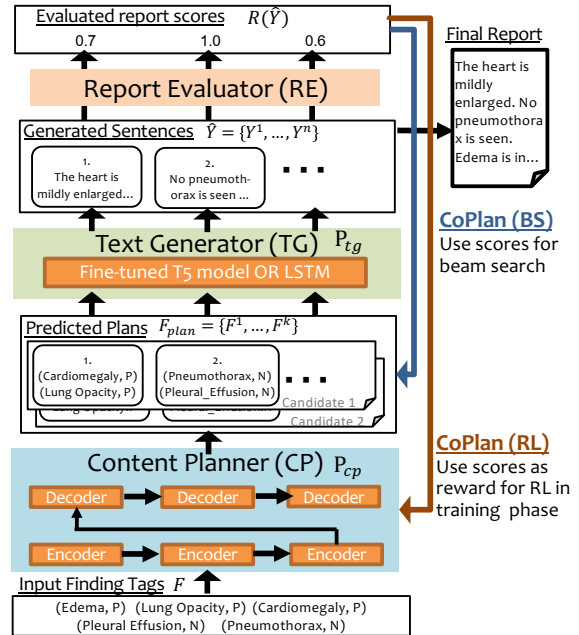 Evaluated report scores R(Ŷ)
0.7 1.0 0.6
Report Evaluator (RE)
Generated Sentences Ŷ = {Y¹, ..., Yⁿ}
1.
The heart is
mildly enlarged...
2.
No pneumoth-
orax is seen ...
...
Text Generator (TG) P_tg
Fine-tuned T5 model OR LSTM
Predicted Plans F_plan = {F¹, ..., Fᵏ}
1.
(Cardiomegaly, P)
(Lung Opacity, P)
2.
(Pneumothorax, N)
(Pleural_Effusion, N)
...
Candidate 1
Candidate 2
Content Planner (CP) P_cp
Decoder Decoder Decoder
Encoder Encoder Encoder
Input Finding Tags F
(Edema, P) (Lung Opacity, P) (Cardiomegaly, P)
(Pleural Effusion, N) (Pneumothorax, N)
Final Report
The heart is
mildly
enlarged. No
pneumothora
x is seen.
Edema is in...
CoPlan (BS)
Use scores for
beam search
CoPlan (RL)
Use scores as
reward for RL in
training phase